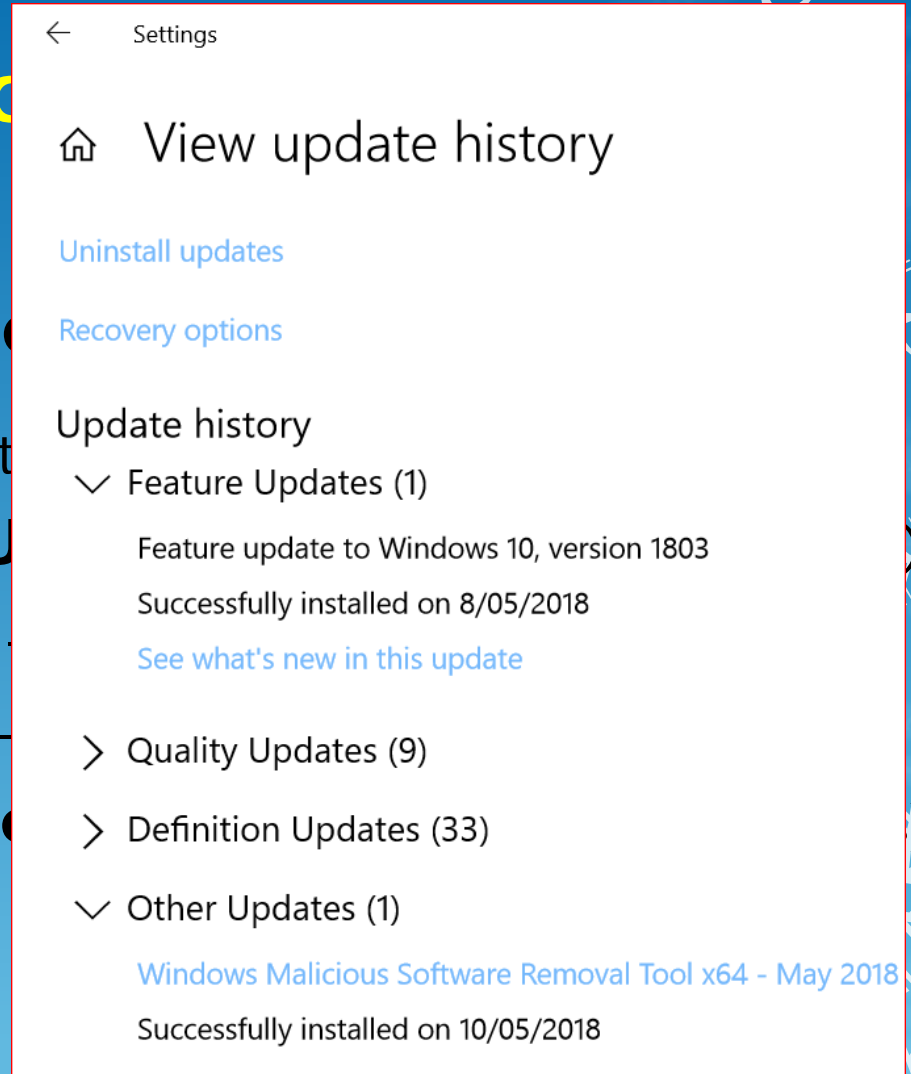 Settings
View update history
Uninstall updates
Recovery options
Update history
Feature Updates (1)
Feature update to Windows 10, version 1803
Successfully installed on 8/05/2018
See what's new in this update
Quality Updates (9)
Definition Updates (33)
Other Updates (1)
Windows Malicious Software Removal Tool x64 - May 2018
Successfully installed on 10/05/2018